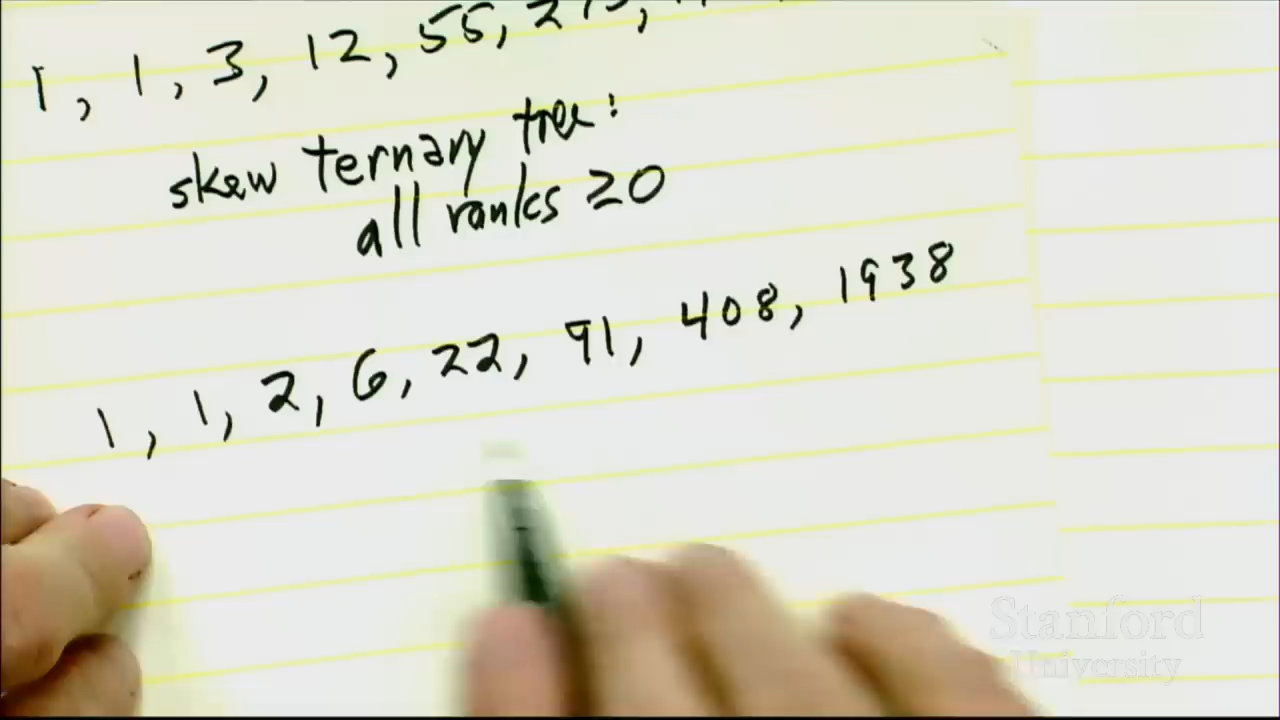 1, 1, 3, 12, 55,
skew ternary tree:
all ranks ≥0
1, 1, 2, 6, 22, 91, 408, 1938
Stanford
University